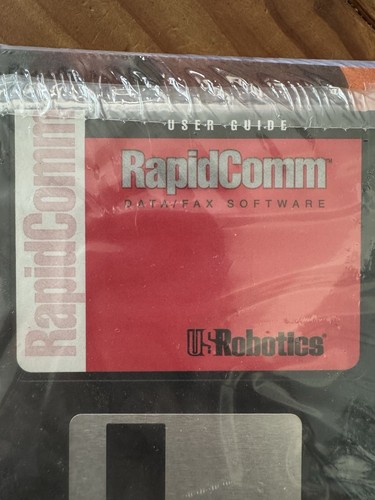 USER GUIDE
RapidComm™
DATA/FAX SOFTWARE
RapidComm
USRobotics®